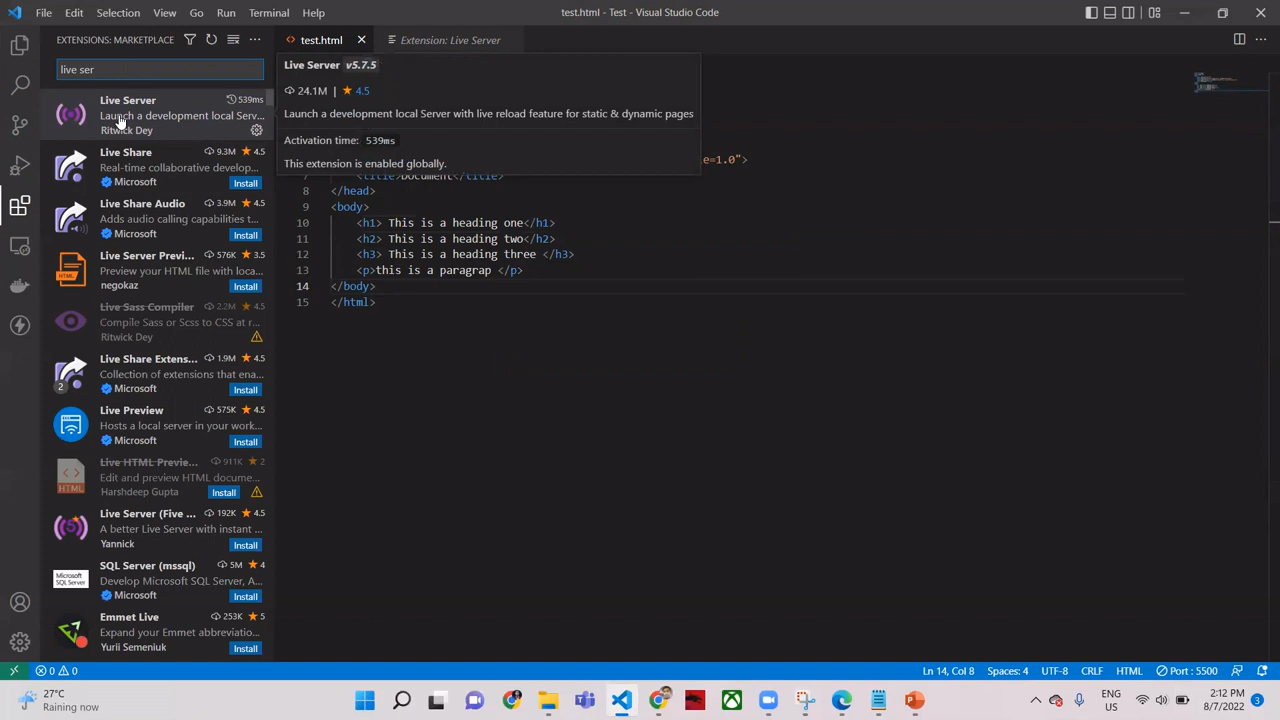 File Edit Selection View Go Run Terminal Help
test.html - Test - Visual Studio Code
EXTENSIONS: MARKETPLACE
live ser
Live Server 539ms
Launch a development local Serv...
Ritwick Dey
Live Share 9.3M 4.5
Real-time collaborative develop...
Microsoft Install
Live Share Audio 3.9M 4.5
Adds audio calling capabilities t...
Microsoft Install
Live Server Previ... 576K 3.5
Preview your HTML file with loca...
negokaz Install
Live Sass Compiler 2.2M 4.5
Compile Sass or Scss to CSS at r...
Ritwick Dey
Live Share Extens... 1.9M 4.5
Collection of extensions that ena...
2 Microsoft Install
Live Preview 575K 4.5
Hosts a local server in your work...
Microsoft Install
Live HTML Previe... 911K 2
Edit and preview HTML docume...
HTML
Harshdeep Gupta Install
Live Server (Five ... 192K 4.5
A better Live Server with instant ...
Yannick Install
SQL Server (mssql) 5M 4
Microsoft
SQL Server
Develop Microsoft SQL Server, A...
Microsoft Install
Emmet Live 253K 5
Expand your Emmet abbreviatio...
Yurii Semeniuk Install
test.html
Extension: Live Server
Live Server v5.7.5
24.1M | 4.5
Launch a development local Server with live reload feature for static & dynamic pages
Activation time: 539ms
This extension is enabled globally.
e=1.0">
7 <title>Document</title>
8 </head>
9 <body>
10 <h1> This is a heading one</h1>
11 <h2> This is a heading two</h2>
12 <h3> This is a heading three </h3>
13 <p>this is a paragrap </p>
14 </body>
15 </html>
0 0
Ln 14, Col 8 Spaces: 4 UTF-8 CRLF HTML Port : 5500
27°C
Raining now
ENG
US
2:12 PM
8/7/2022
3